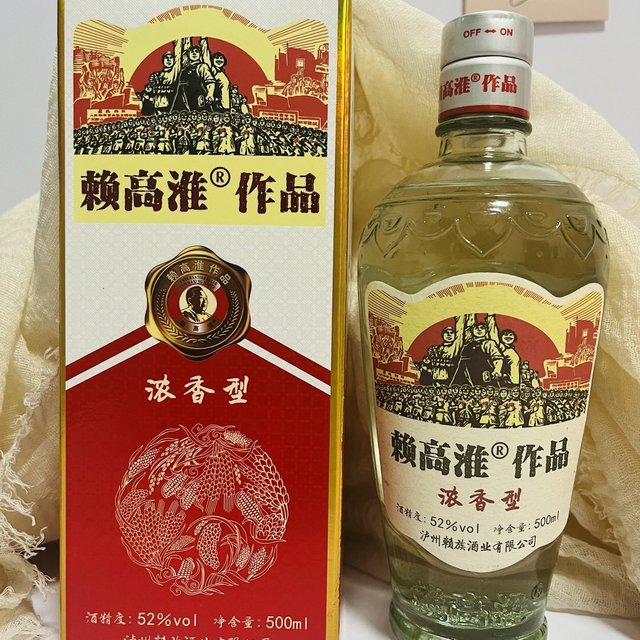 赖高淮®作品
赖高淮作品
浓香型
酒精度:52%vol 净含量:500ml
OFF ↔ ON
赖高淮®作品
赖高淮®作品
浓香型
酒精度:52%vol 净含量:500ml
泸州赖族酒业有限公司